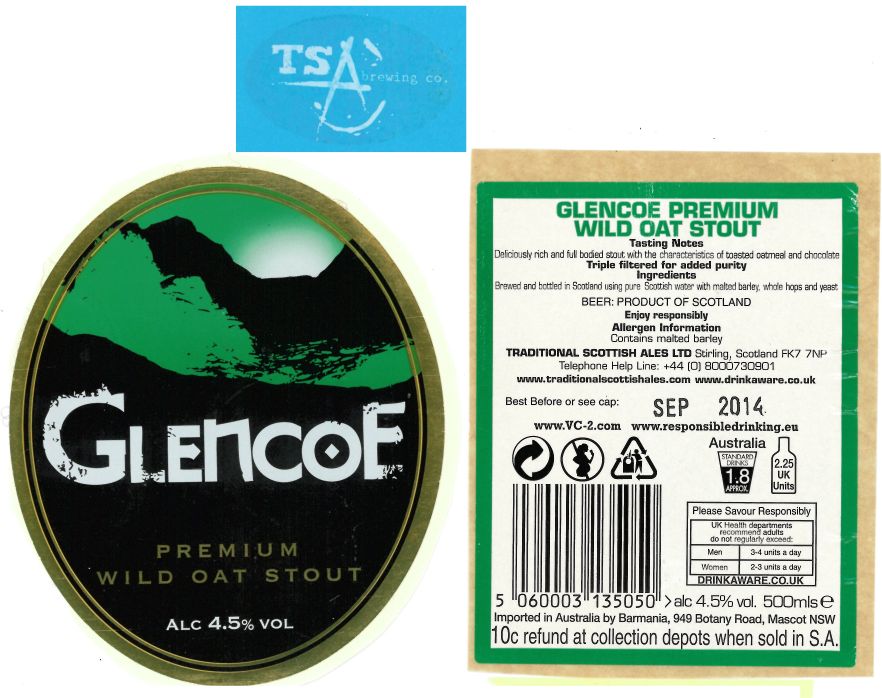 TSA brewing co.
GLENCOE
PREMIUM
WILD OAT STOUT
ALC 4.5% VOL
GLENCOE PREMIUM
WILD OAT STOUT
Tasting Notes
Deliciously rich and full bodied stout with the characteristics of toasted oatmeal and chocolate
Triple filtered for added purity
Ingredients
Brewed and bottled in Scotland using pure Scottish water with malted barley, whole hops and yeast
BEER: PRODUCT OF SCOTLAND
Enjoy responsibly
Allergen Information
Contains malted barley
TRADITIONAL SCOTTISH ALES LTD Stirling, Scotland FK7 7NP
Telephone Help Line: +44 (0) 8000730901
www.traditionalscottishales.com www.drinkaware.co.uk
Best Before or see cap: SEP 2014
www.VC-2.com www.responsibledrinking.eu
Australia
STANDARD
DRINKS
1.8
APPROX
2.25
UK
Units
Please Savour Responsibly
UK Health departments
recommend adults
do not regularly exceed:
Men 3-4 units a day
Women 2-3 units a day
DRINKAWARE.CO.UK
5 060003 135050 > alc 4.5% vol. 500mls e
Imported in Australia by Barmania, 949 Botany Road, Mascot NSW
10c refund at collection depots when sold in S.A.